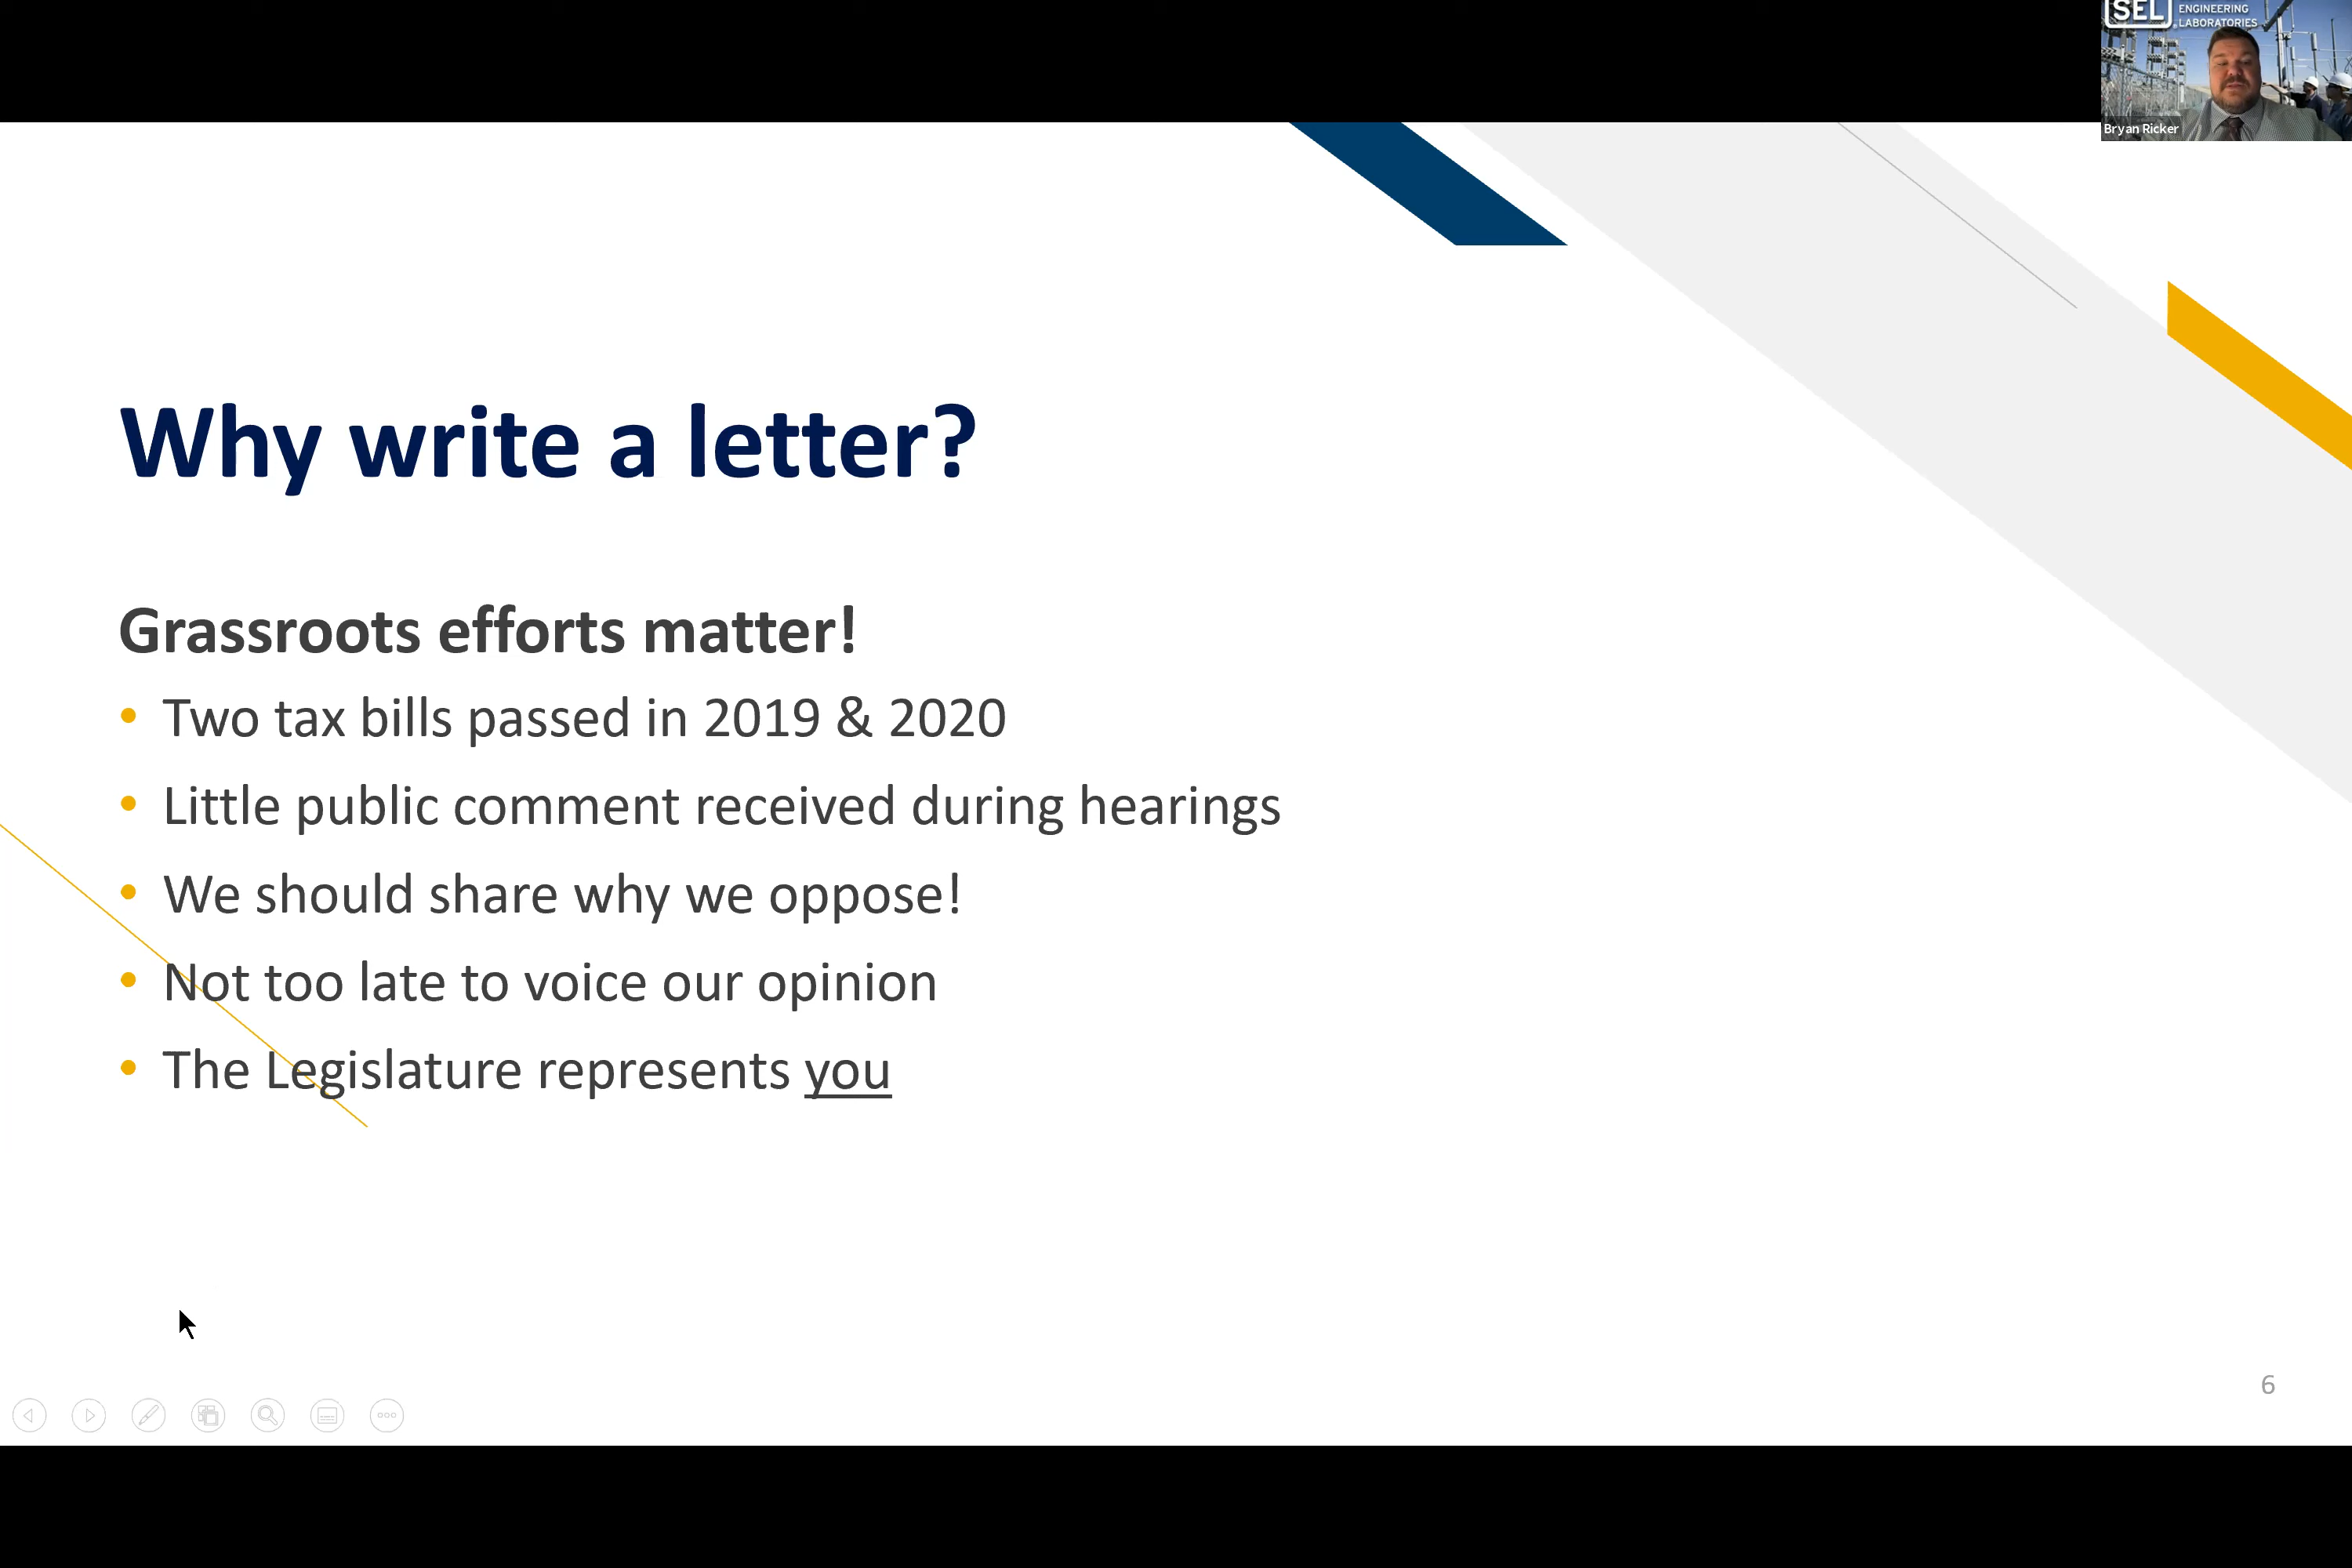 SEL ENGINEERING
LABORATORIES
Bryan Ricker
Why write a letter?
Grassroots efforts matter!
• Two tax bills passed in 2019 & 2020
• Little public comment received during hearings
• We should share why we oppose!
• Not too late to voice our opinion
• The Legislature represents you
6